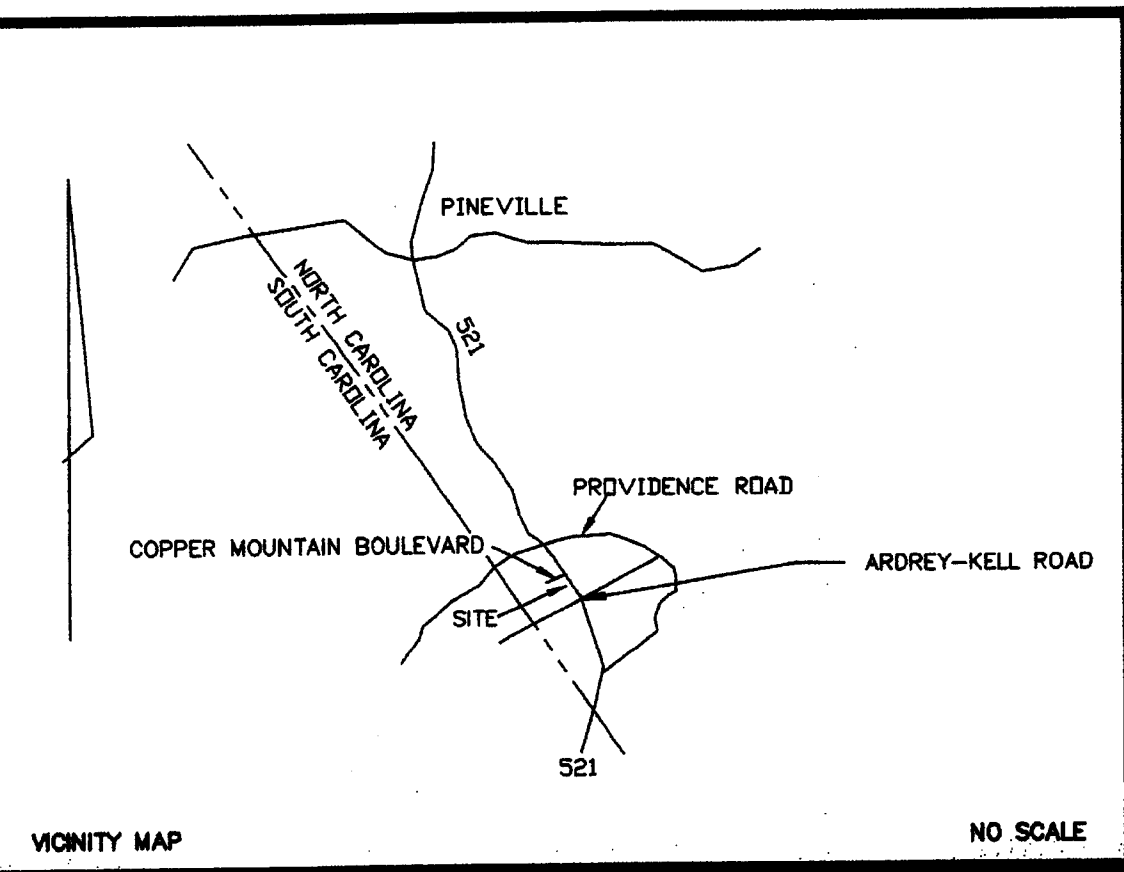 PINEVILLE
NORTH CAROLINA
SOUTH CAROLINA
521
PROVIDENCE ROAD
COPPER MOUNTAIN BOULEVARD
ARDREY-KELL ROAD
SITE
521
VICINITY MAP
NO SCALE